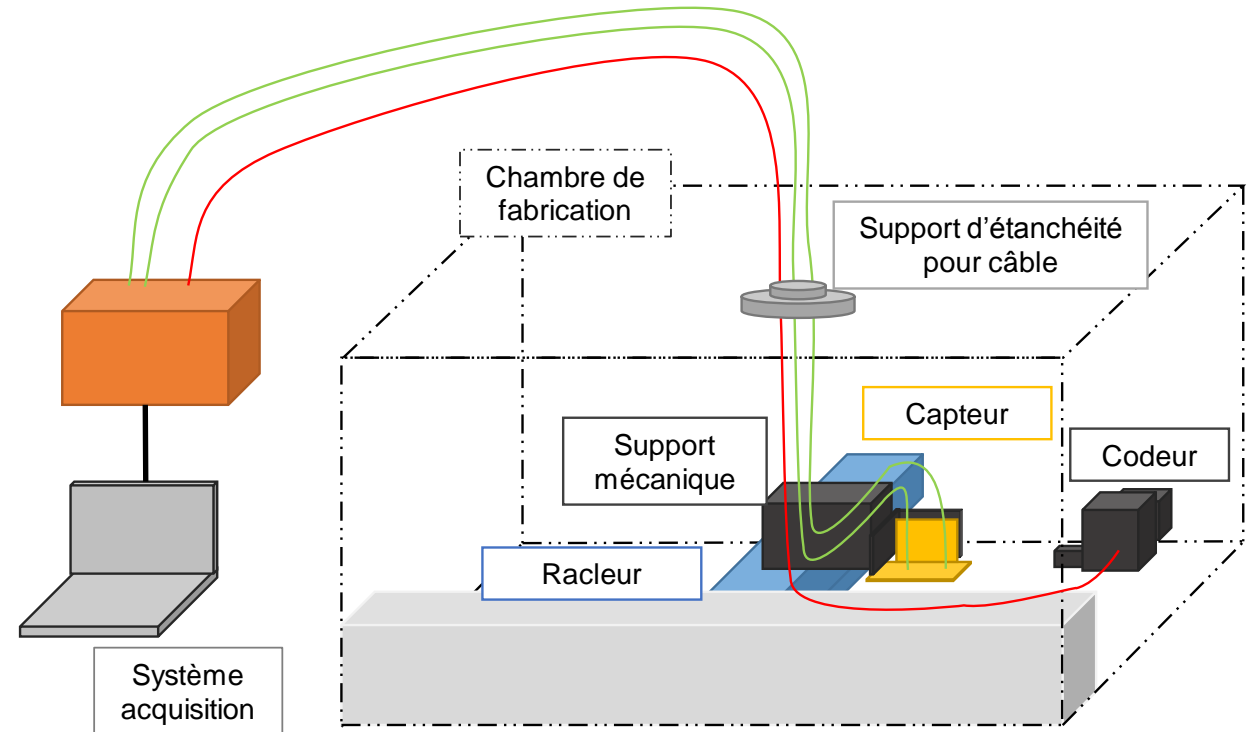 Chambre de
fabrication
Support d'étanchéité
pour câble
Capteur
Support
mécanique
Codeur
Racleur
Système
acquisition